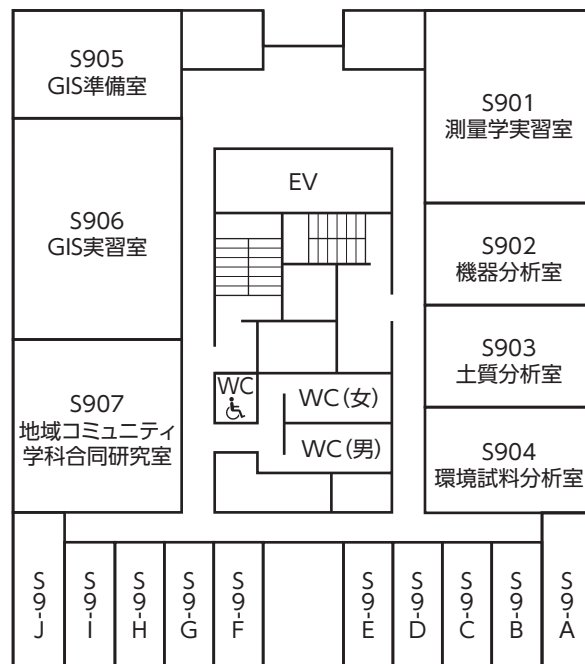 S905
GIS準備室
S901
測量学実習室
EV
S906
GIS実習室
S902
機器分析室
S903
土質分析室
WC
WC(女)
S907
地域コミュニティ
学科合同研究室
WC(男)
S904
環境試料分析室
S9-J
S9-I
S9-H
S9-G
S9-F
S9-E
S9-D
S9-C
S9-B
S9-A